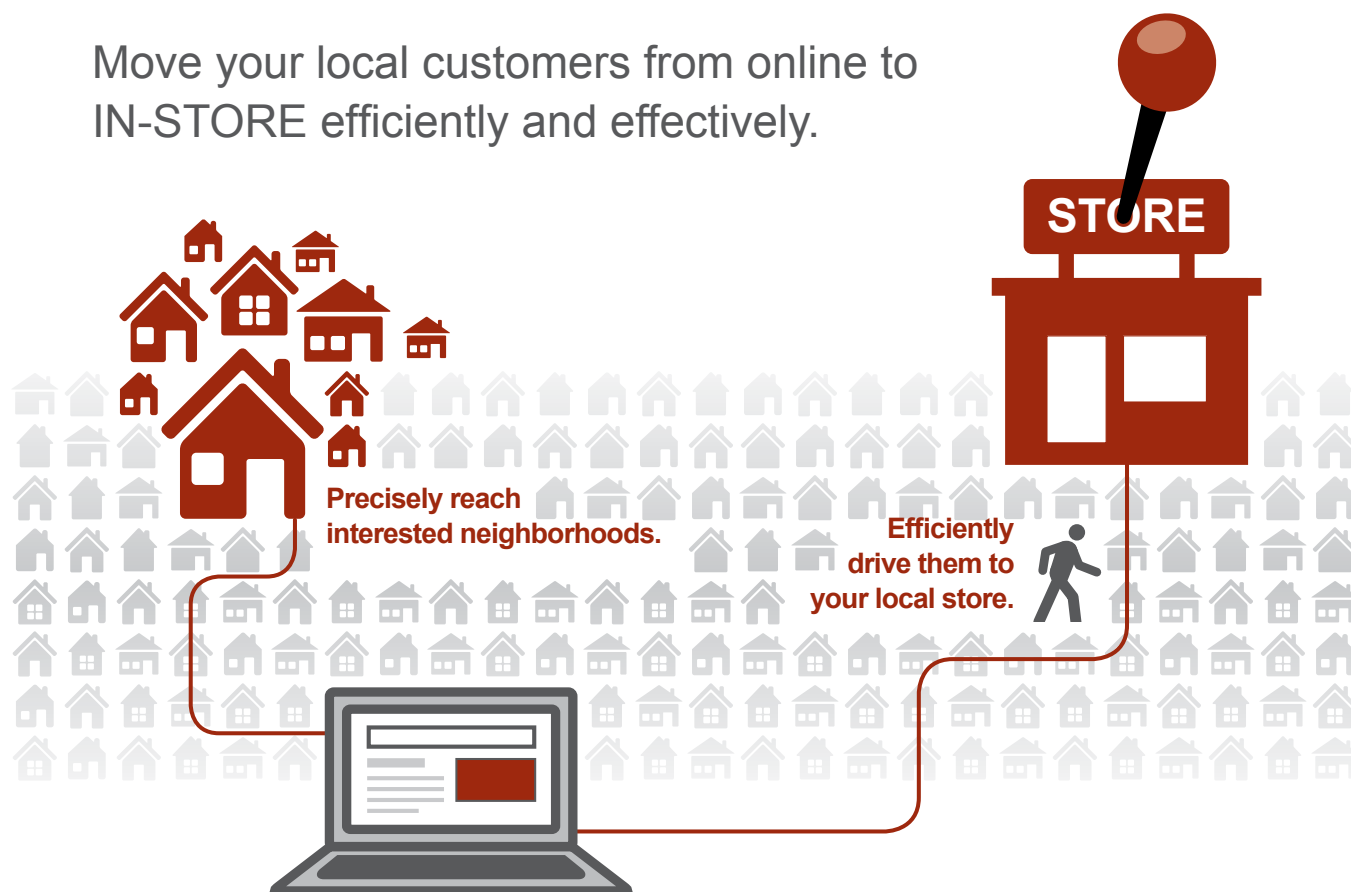 Move your local customers from online to
IN-STORE efficiently and effectively.
STORE
Precisely reach
interested neighborhoods.
Efficiently
drive them to
your local store.